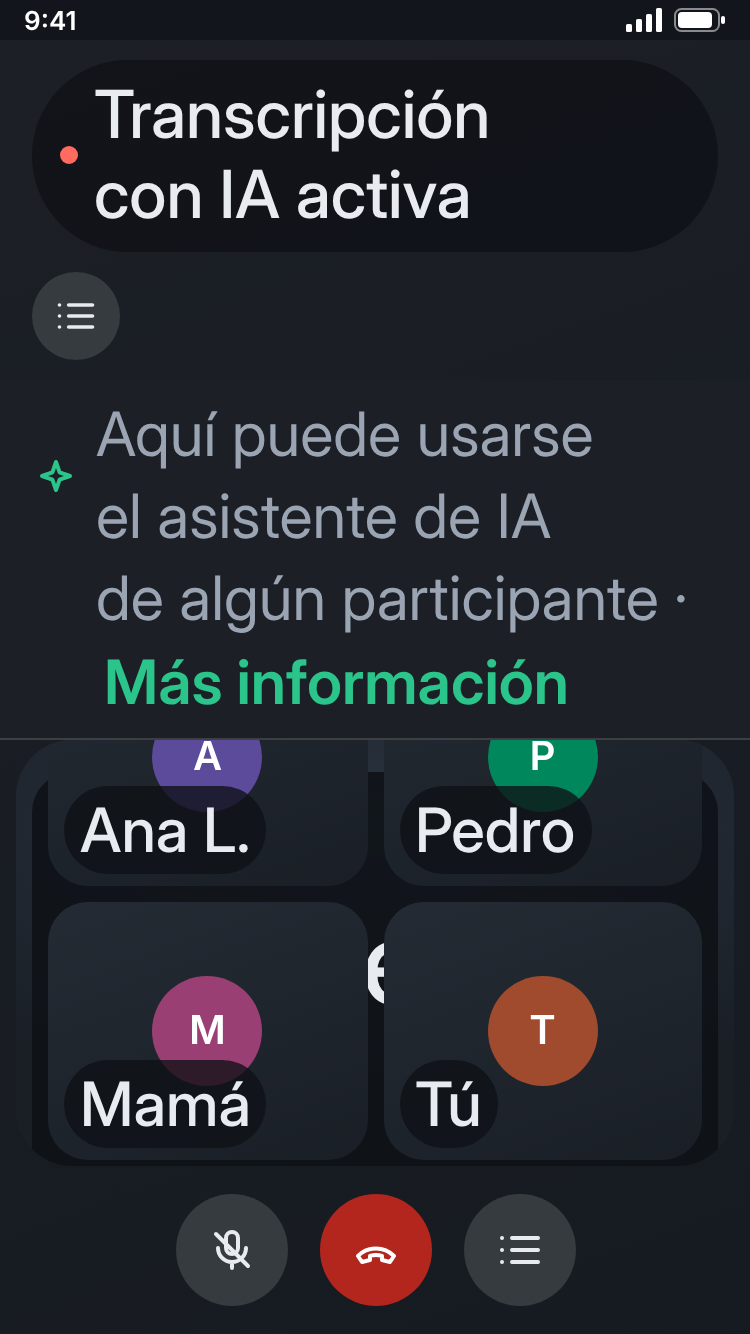 9:41
Transcripción
con IA activa
Aquí puede usarse
el asistente de IA
de algún participante ·
Más información
A
P
Ana L.
Pedro
M
T
Mamá
Tú